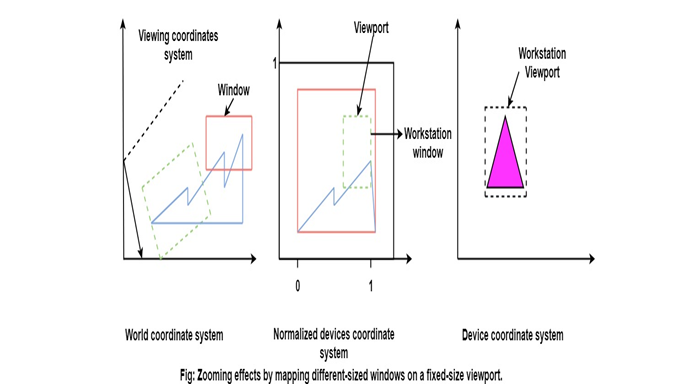 Viewing coordinates
system
Window
World coordinate system
Viewport
1
Workstation
window
0
1
Normalized devices coordinate
system
Workstation
Viewport
Device coordinate system
Fig: Zooming effects by mapping different-sized windows on a fixed-size viewport.